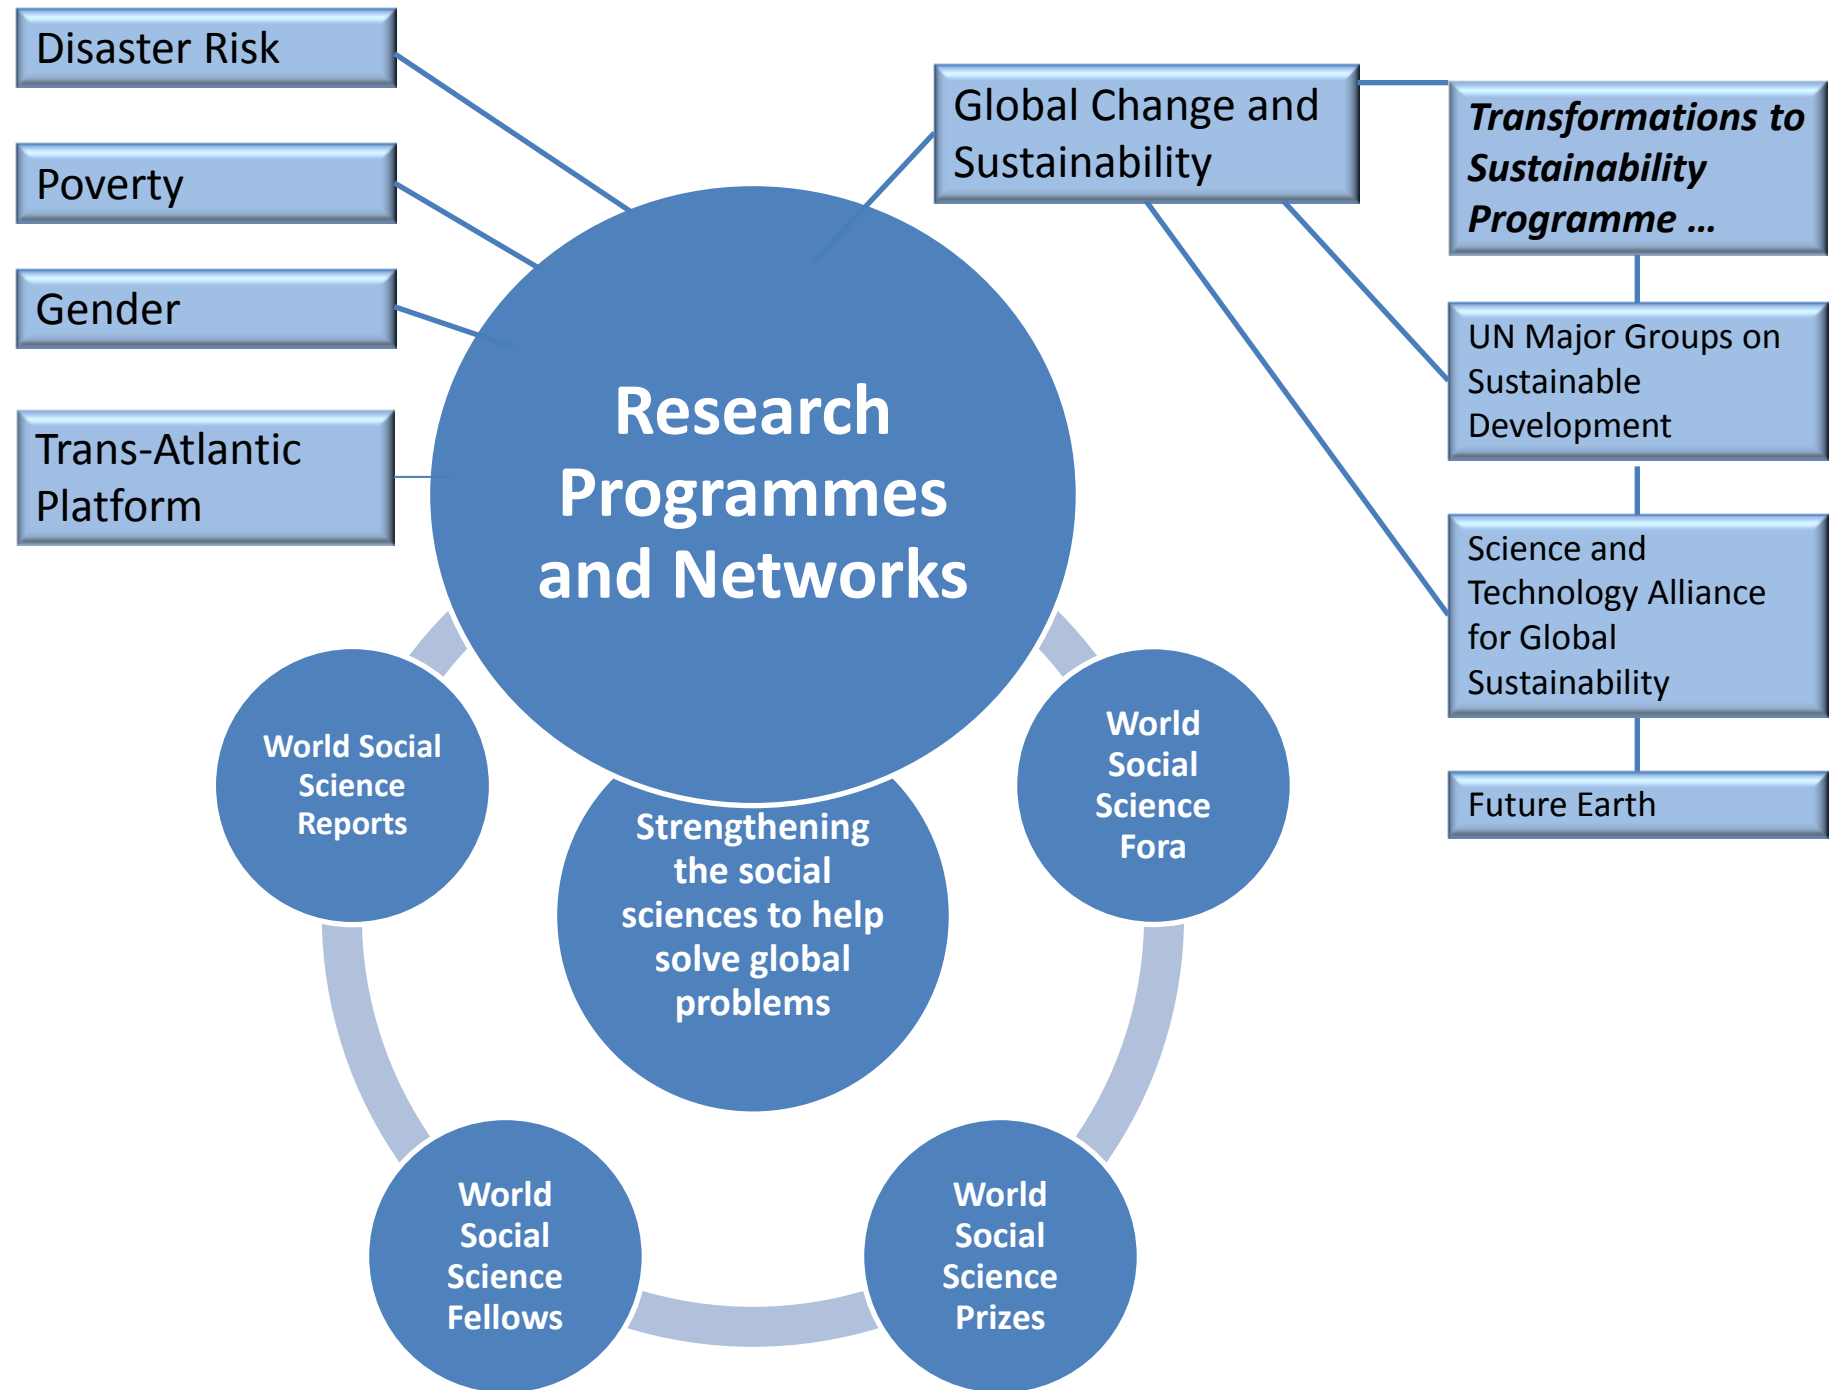 Disaster Risk
Poverty
Gender
Trans-Atlantic
Platform
Global Change and
Sustainability
Transformations to
Sustainability
Programme ...
UN Major Groups on
Sustainable
Development
Science and
Technology Alliance
for Global
Sustainability
Future Earth
Research
Programmes
and Networks
World Social
Science
Reports
Strengthening
the social
sciences to help
solve global
problems
World
Social
Science
Fora
World
Social
Science
Fellows
World
Social
Science
Prizes